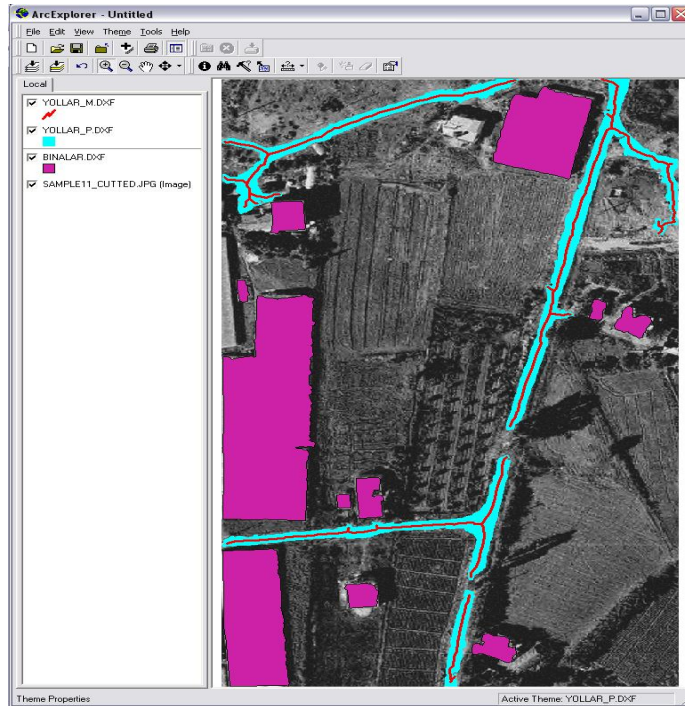 ArcExplorer - Untitled
File Edit View Theme Tools Help
Local
YOLLAR_M.DXF
YOLLAR_P.DXF
BINALAR.DXF
SAMPLE11_CUTTED.JPG (Image)
Theme Properties
Active Theme: YOLLAR_P.DXF